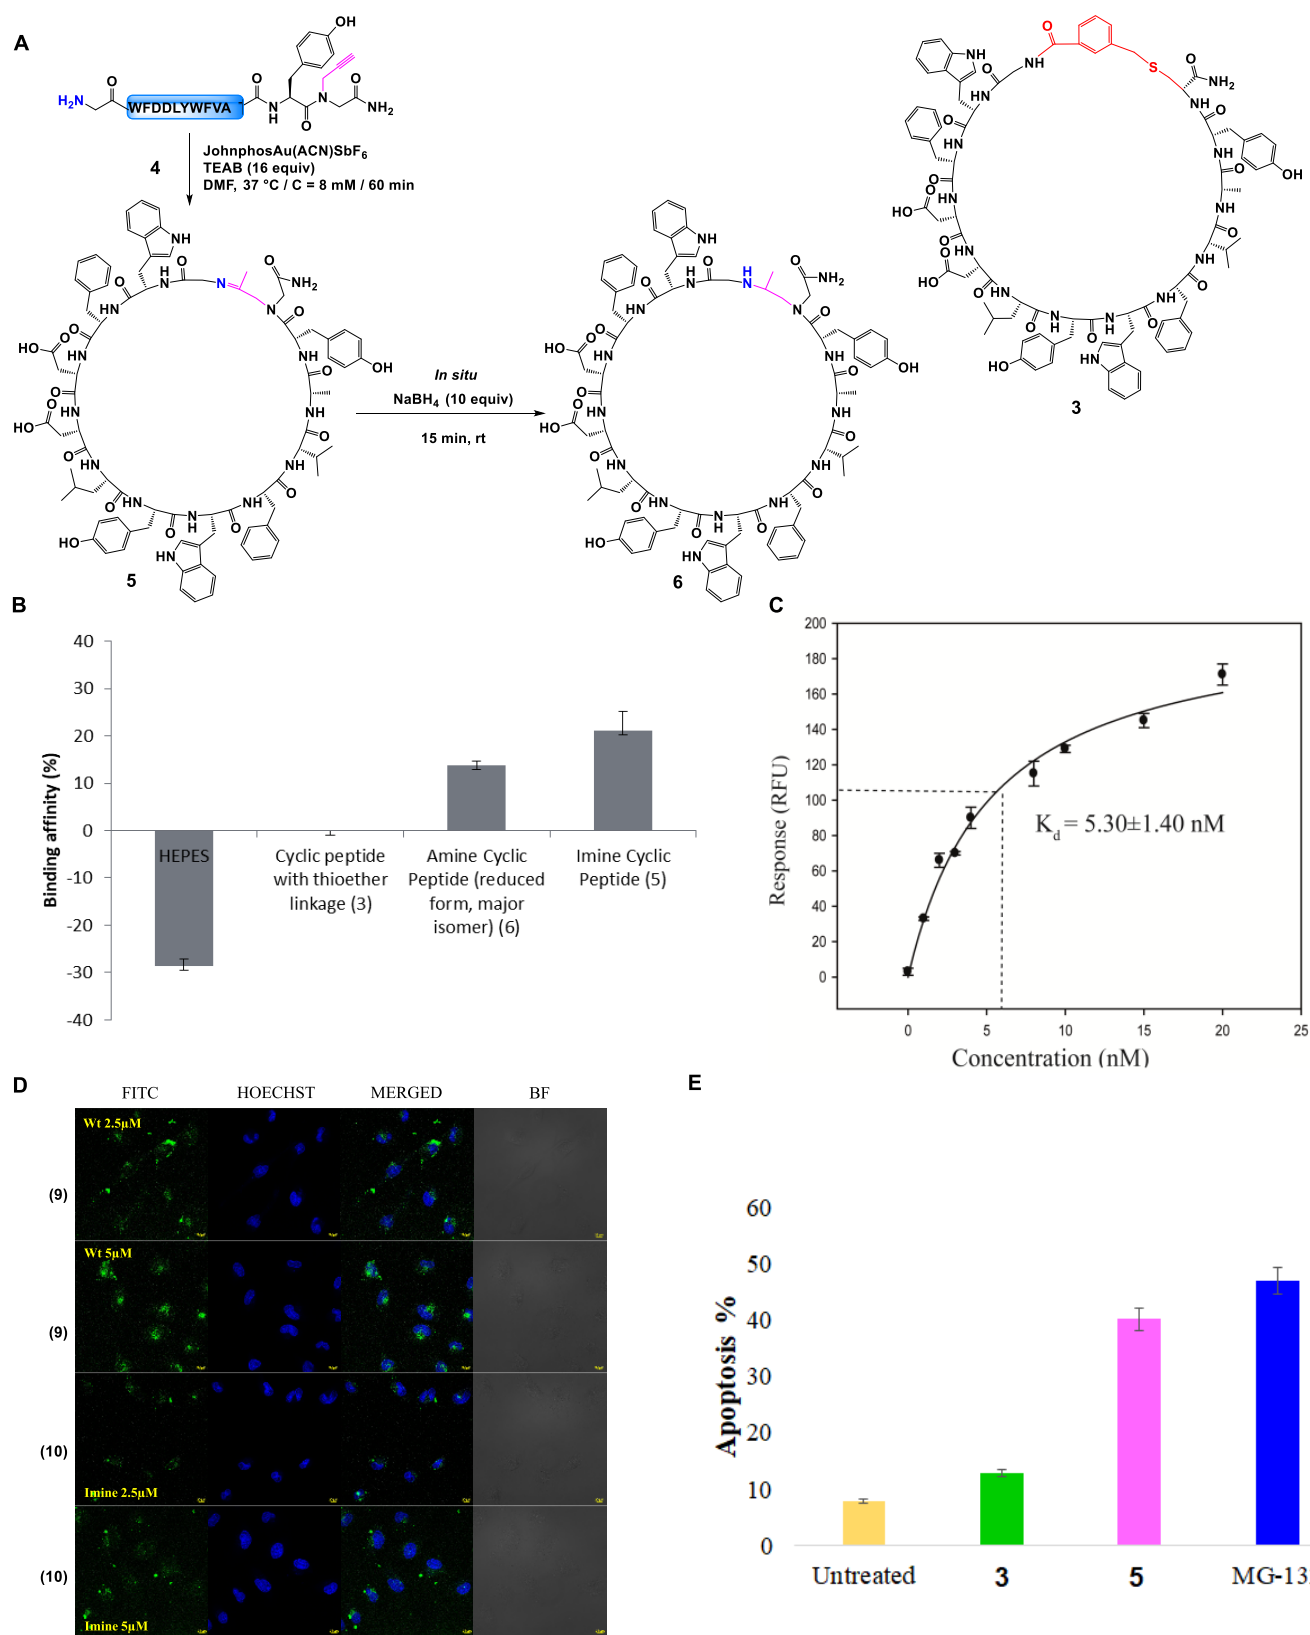 A
OH
H₂N
O
WFDDLYWFVA
O
N
H
O
N
O
NH₂
4
JohnphosAu(ACN)SbF₆
TEAB (16 equiv)
DMF, 37 °C / C = 8 mM / 60 min
5
In situ
NaBH₄ (10 equiv)
15 min, rt
6
3
B
Binding affinity (%)
40
30
20
10
0
-10
-20
-30
-40
HEPES
Cyclic peptide
with thioether
linkage (3)
Amine Cyclic
Peptide (reduced
form, major
isomer) (6)
Imine Cyclic
Peptide (5)
C
Response (RFU)
200
180
160
140
120
100
80
60
40
20
0
K_d = 5.30±1.40 nM
0 5 10 15 20 25
Concentration (nM)
D
FITC HOECHST MERGED BF
Wt 2.5µM
(9)
Wt 5µM
(9)
(10)
Imine 2.5µM
(10)
Imine 5µM
E
Apoptosis %
60
50
40
30
20
10
0
Untreated 3 5 MG-13